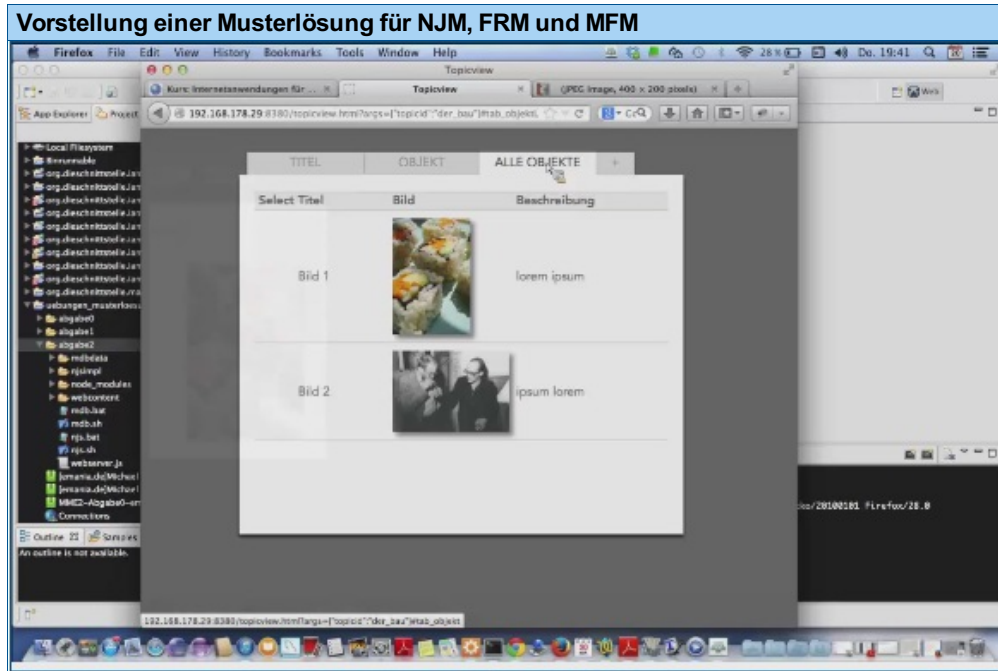 Vorstellung einer Musterlösung für NJM, FRM und MFM
Firefox File Edit View History Bookmarks Tools Window Help
28% Do. 19:41
Topicview
Kurs: Internetanwendungen für ...
Topicview
(JPEG Image, 400 × 200 pixels)
Web
App Explorer
Project
192.168.178.29:8380/topicview.html?args={"topicid":"der_bau"}#tab_objekt
TITEL OBJEKT ALLE OBJEKTE +
Select Titel Bild Beschreibung
Bild 1 lorem ipsum
Bild 2 ipsum lorem
Local Filesystem
abgabe0
abgabe1
abgabe2
mdbdata
njsimpl
node_modules
webcontent
mdb.bat
mdb.sh
njs.bat
njs.sh
webserver.js
Connections
Outline Samples
An outline is not available.
20100101 Firefox/28.0
192.168.178.29:8380/topicview.html?args={"topicid":"der_bau"}#tab_objekt